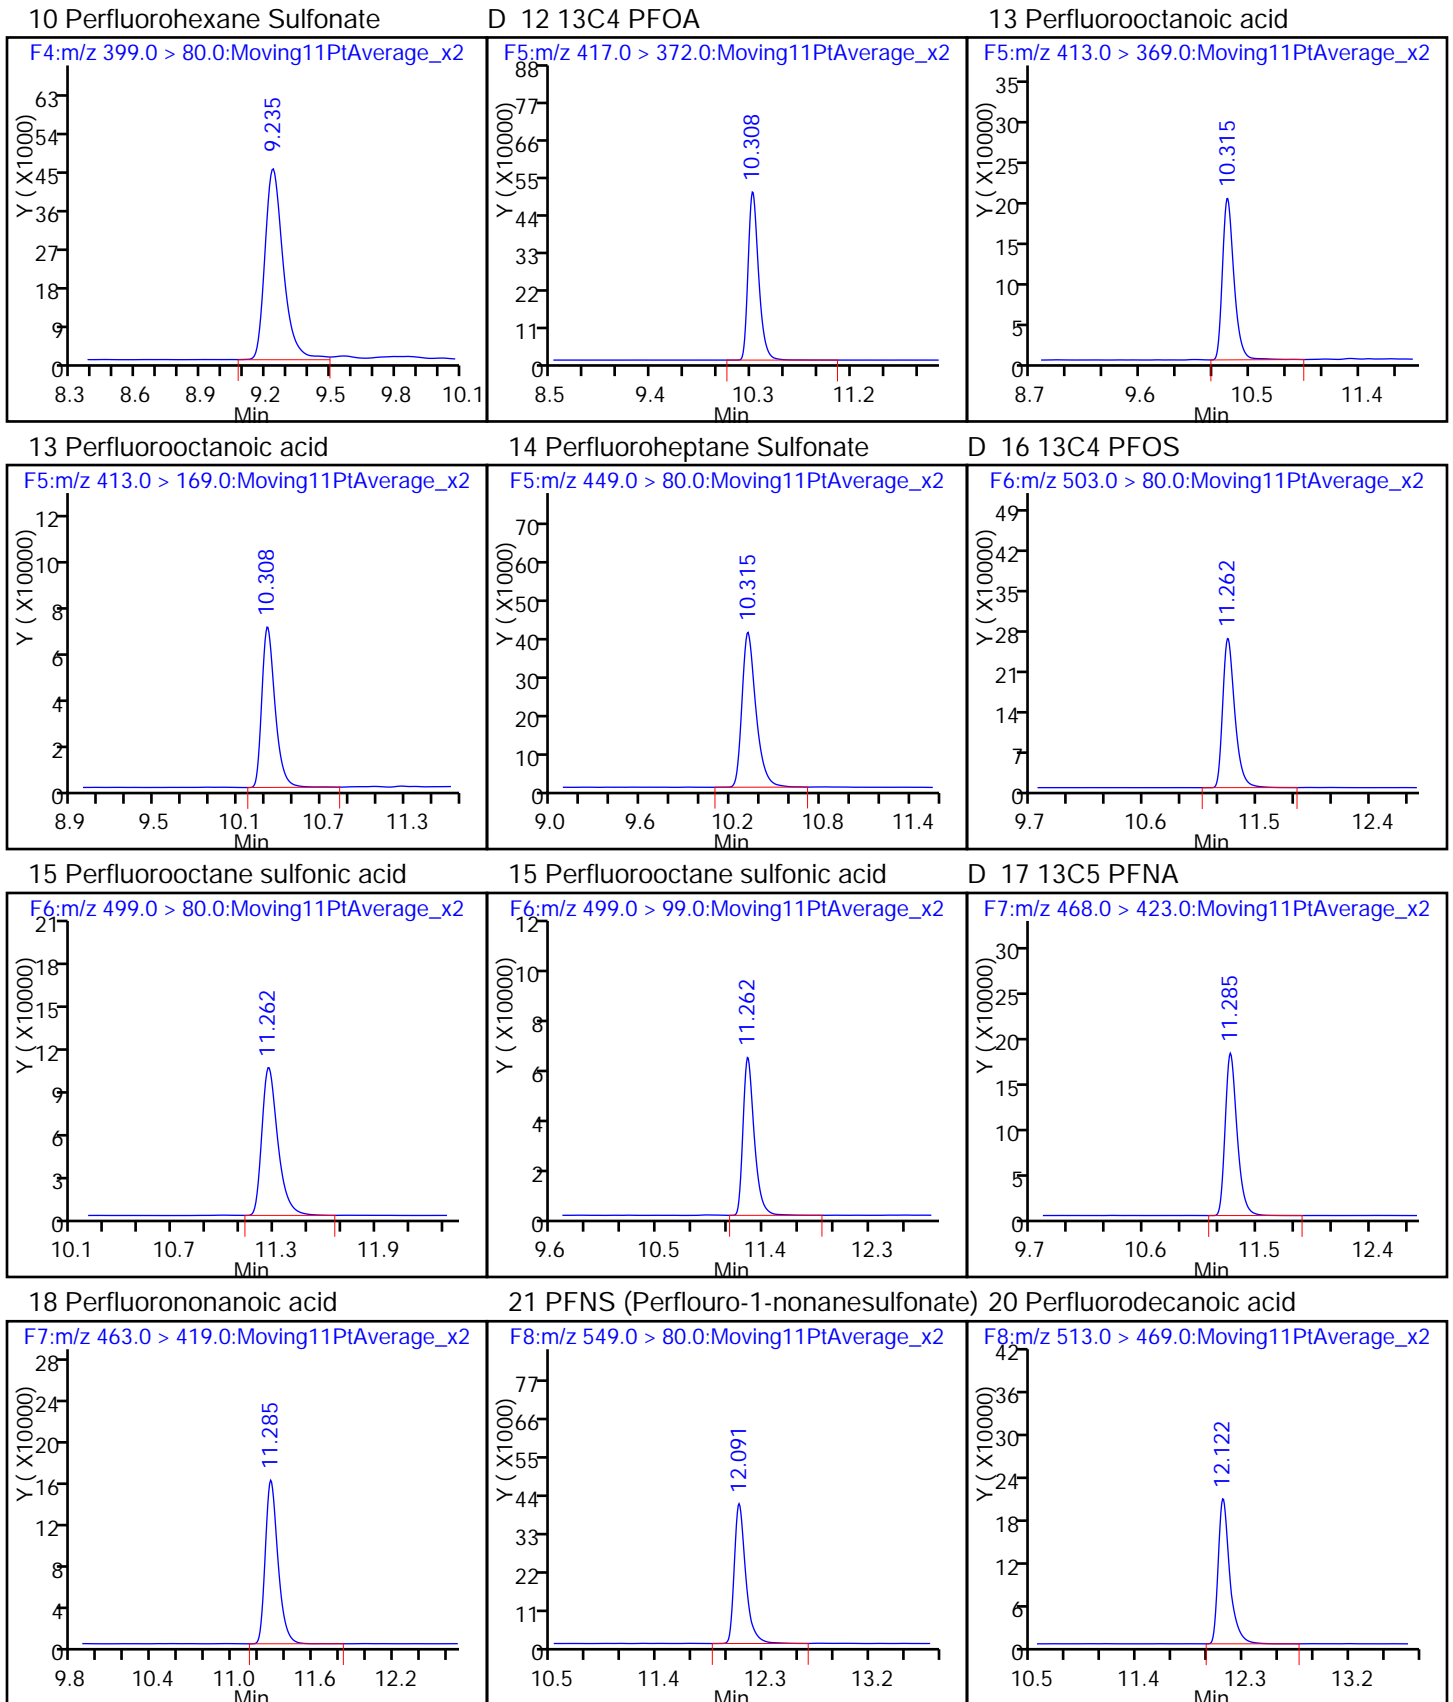 10 Perfluorohexane Sulfonate
F4:m/z 399.0 > 80.0:Moving11PtAverage_x2
Y ( X10000)
63
54
45
36
27
18
9
0
9.235
8.3 8.6 8.9 9.2 9.5 9.8 10.1
Min
D 12 13C4 PFOA
F5:m/z 417.0 > 372.0:Moving11PtAverage_x2
Y ( X10000)
88
77
66
55
44
33
22
11
0
10.308
8.5 9.4 10.3 11.2
Min
13 Perfluorooctanoic acid
F5:m/z 413.0 > 369.0:Moving11PtAverage_x2
Y ( X10000)
35
30
25
20
15
10
5
0
10.315
8.7 9.6 10.5 11.4
Min
13 Perfluorooctanoic acid
F5:m/z 413.0 > 169.0:Moving11PtAverage_x2
Y ( X10000)
12
10
8
6
4
2
0
10.308
8.9 9.5 10.1 10.7 11.3
Min
14 Perfluoroheptane Sulfonate
F5:m/z 449.0 > 80.0:Moving11PtAverage_x2
Y ( X1000)
70
60
50
40
30
20
10
0
10.315
9.0 9.6 10.2 10.8 11.4
Min
D 16 13C4 PFOS
F6:m/z 503.0 > 80.0:Moving11PtAverage_x2
Y ( X10000)
49
42
35
28
21
14
7
0
11.262
9.7 10.6 11.5 12.4
Min
15 Perfluorooctane sulfonic acid
F6:m/z 499.0 > 80.0:Moving11PtAverage_x2
Y ( X10000)
21
18
15
12
9
6
3
0
11.262
10.1 10.7 11.3 11.9
Min
15 Perfluorooctane sulfonic acid
F6:m/z 499.0 > 99.0:Moving11PtAverage_x2
Y ( X10000)
12
10
8
6
4
2
0
11.262
9.6 10.5 11.4 12.3
Min
D 17 13C5 PFNA
F7:m/z 468.0 > 423.0:Moving11PtAverage_x2
Y ( X10000)
30
25
20
15
10
5
0
11.285
9.7 10.6 11.5 12.4
Min
18 Perfluorononanoic acid
F7:m/z 463.0 > 419.0:Moving11PtAverage_x2
Y ( X10000)
28
24
20
16
12
8
4
0
11.285
9.8 10.4 11.0 11.6 12.2
Min
21 PFNS (Perflouro-1-nonanesulfonate)
F8:m/z 549.0 > 80.0:Moving11PtAverage_x2
Y ( X1000)
77
66
55
44
33
22
11
0
12.091
10.5 11.4 12.3 13.2
Min
20 Perfluorodecanoic acid
F8:m/z 513.0 > 469.0:Moving11PtAverage_x2
Y ( X10000)
42
36
30
24
18
12
6
0
12.122
10.5 11.4 12.3 13.2
Min